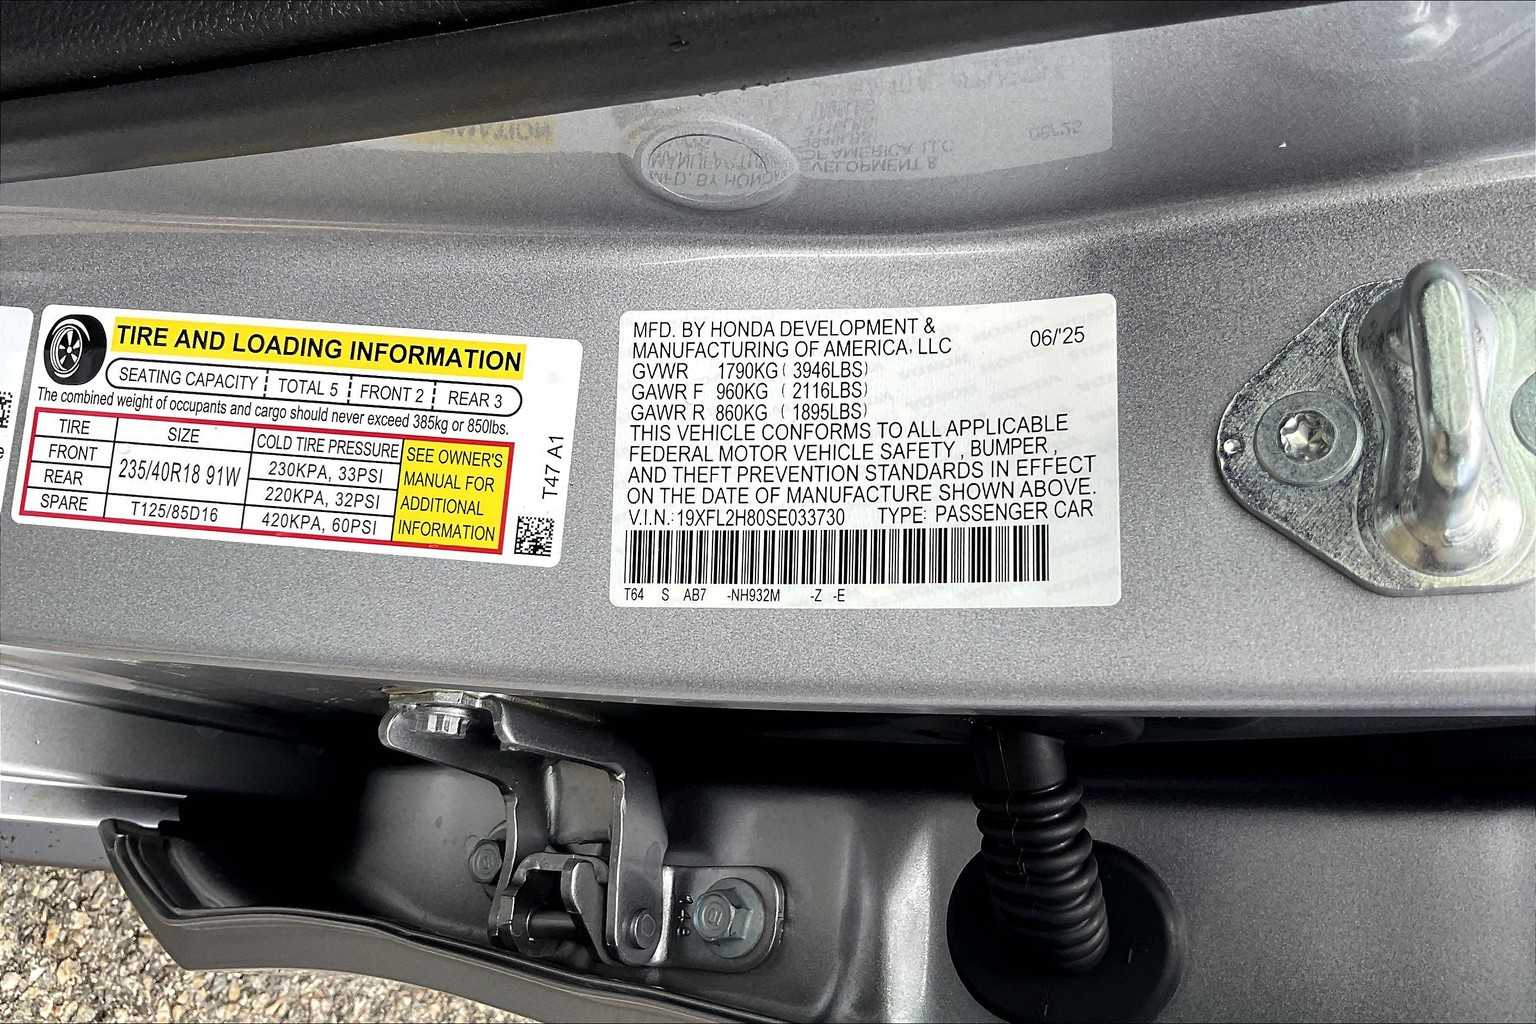 TIRE AND LOADING INFORMATION
SEATING CAPACITY TOTAL 5 FRONT 2 REAR 3
The combined weight of occupants and cargo should never exceed 385kg or 850lbs.
TIRE SIZE COLD TIRE PRESSURE
FRONT 235/40R18 91W 230KPA, 33PSI
REAR 220KPA, 32PSI
SPARE T125/85D16 420KPA, 60PSI
SEE OWNER'S
MANUAL FOR
ADDITIONAL
INFORMATION
T47 A1
MFD. BY HONDA DEVELOPMENT &
MANUFACTURING OF AMERICA, LLC 06/'25
GVWR 1790KG ( 3946LBS)
GAWR F 960KG ( 2116LBS)
GAWR R 860KG ( 1895LBS)
THIS VEHICLE CONFORMS TO ALL APPLICABLE
FEDERAL MOTOR VEHICLE SAFETY, BUMPER,
AND THEFT PREVENTION STANDARDS IN EFFECT
ON THE DATE OF MANUFACTURE SHOWN ABOVE.
V.I.N.: 19XFL2H80SE033730 TYPE: PASSENGER CAR
T64 S AB7 -NH932M -Z -E